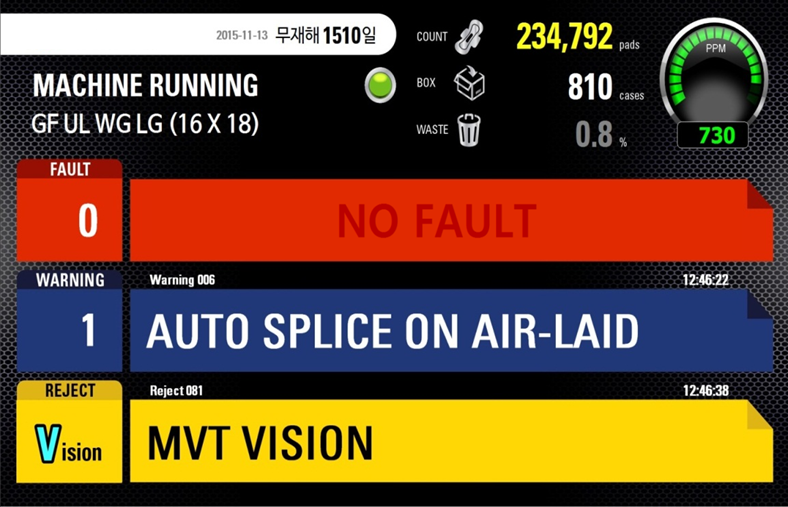 2015-11-13 무재해 1510일
COUNT 234,792 pads
PPM
MACHINE RUNNING
BOX 810 cases
GF UL WG LG (16 X 18)
WASTE 0.8 %
730
FAULT
0 NO FAULT
WARNING Warning 006 12:46:22
1 AUTO SPLICE ON AIR-LAID
REJECT Reject 081 12:46:38
Vision MVT VISION